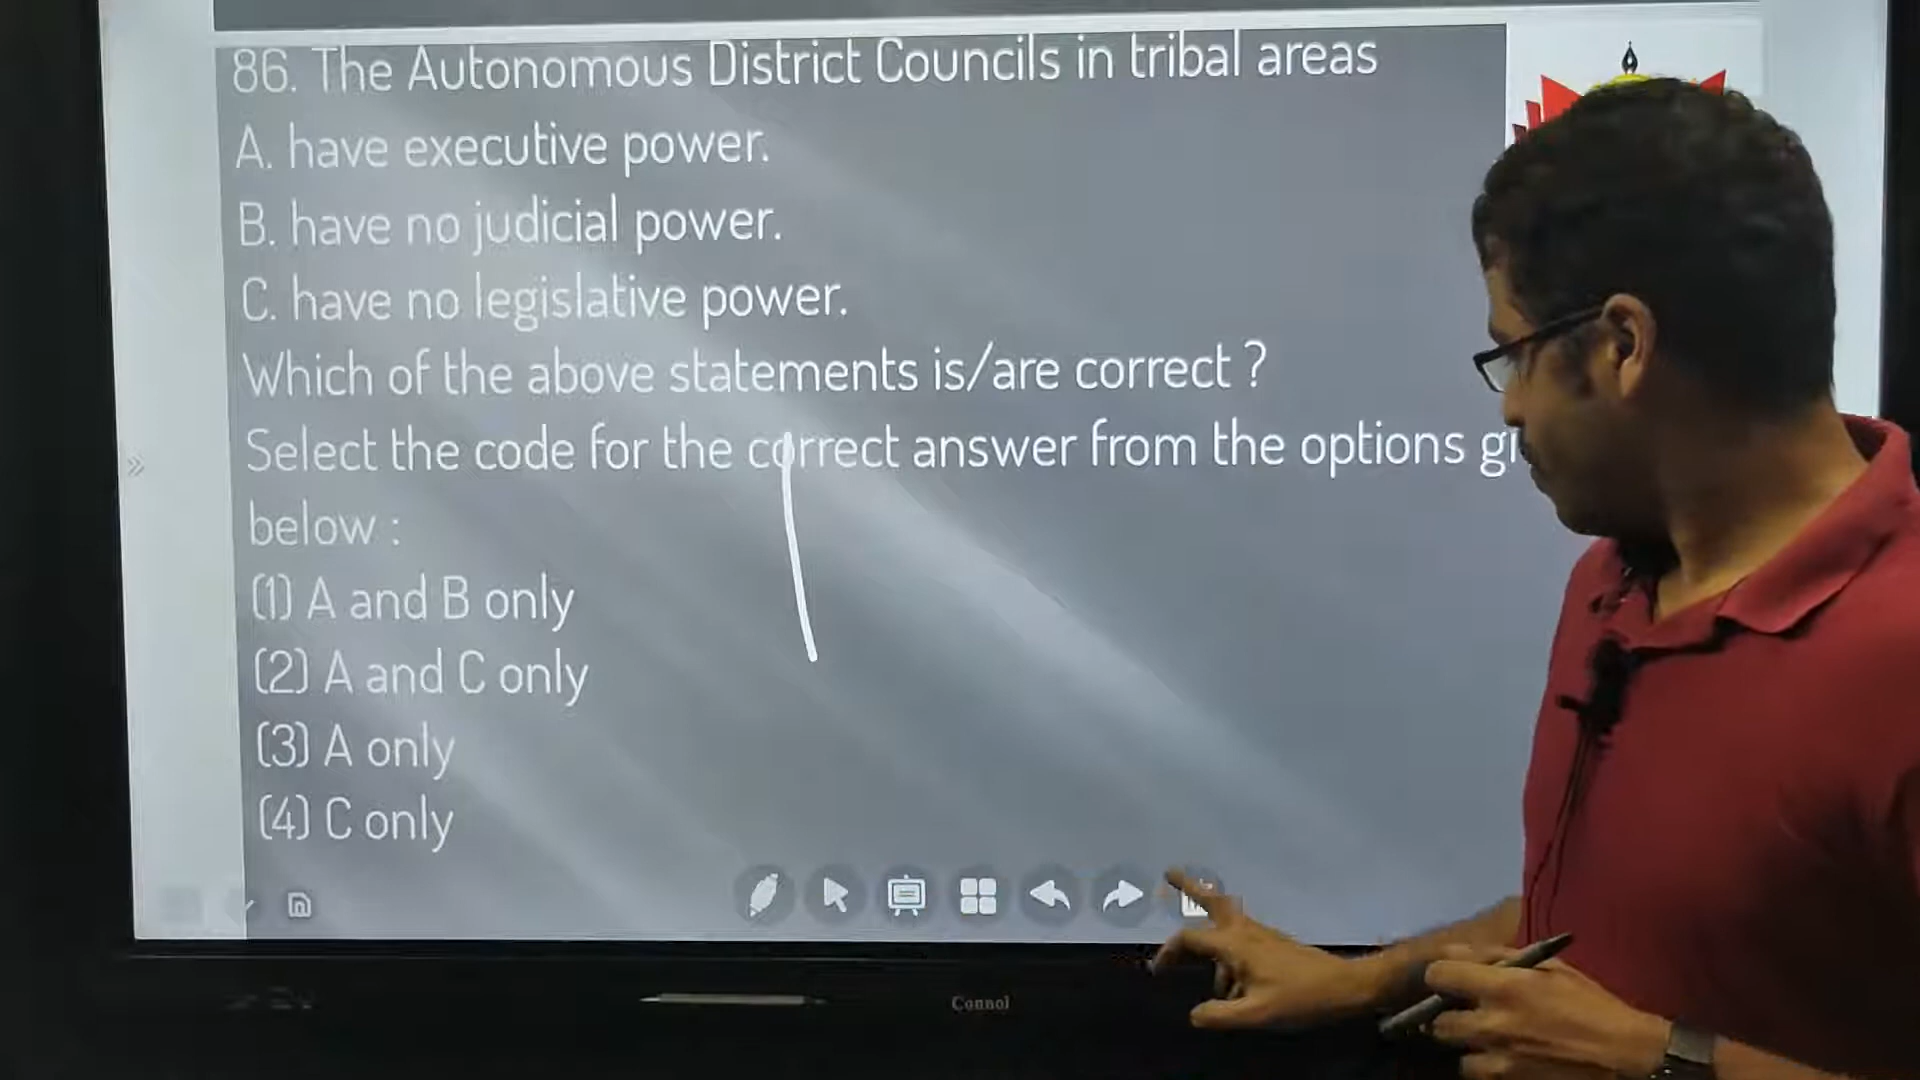 86. The Autonomous District Councils in tribal areas
A. have executive power.
B. have no judicial power.
C. have no legislative power.
Which of the above statements is/are correct ?
Select the code for the correct answer from the options
below :
(1) A and B only
(2) A and C only
(3) A only
(4) C only
Connol